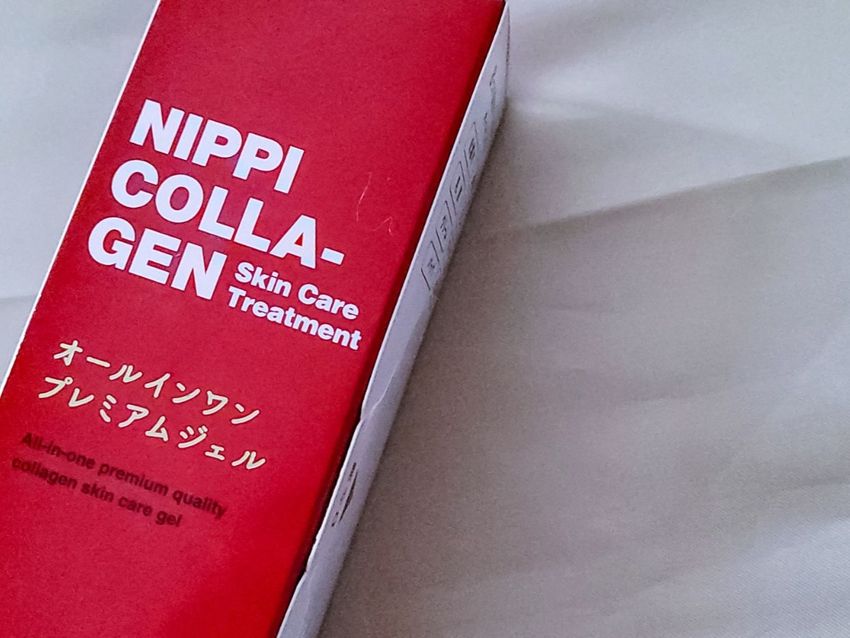 NIPPI
COLLA-
GEN
Skin Care
Treatment
オールインワン
プレミアムジェル
All-in-one premium quality
collagen skin care gel